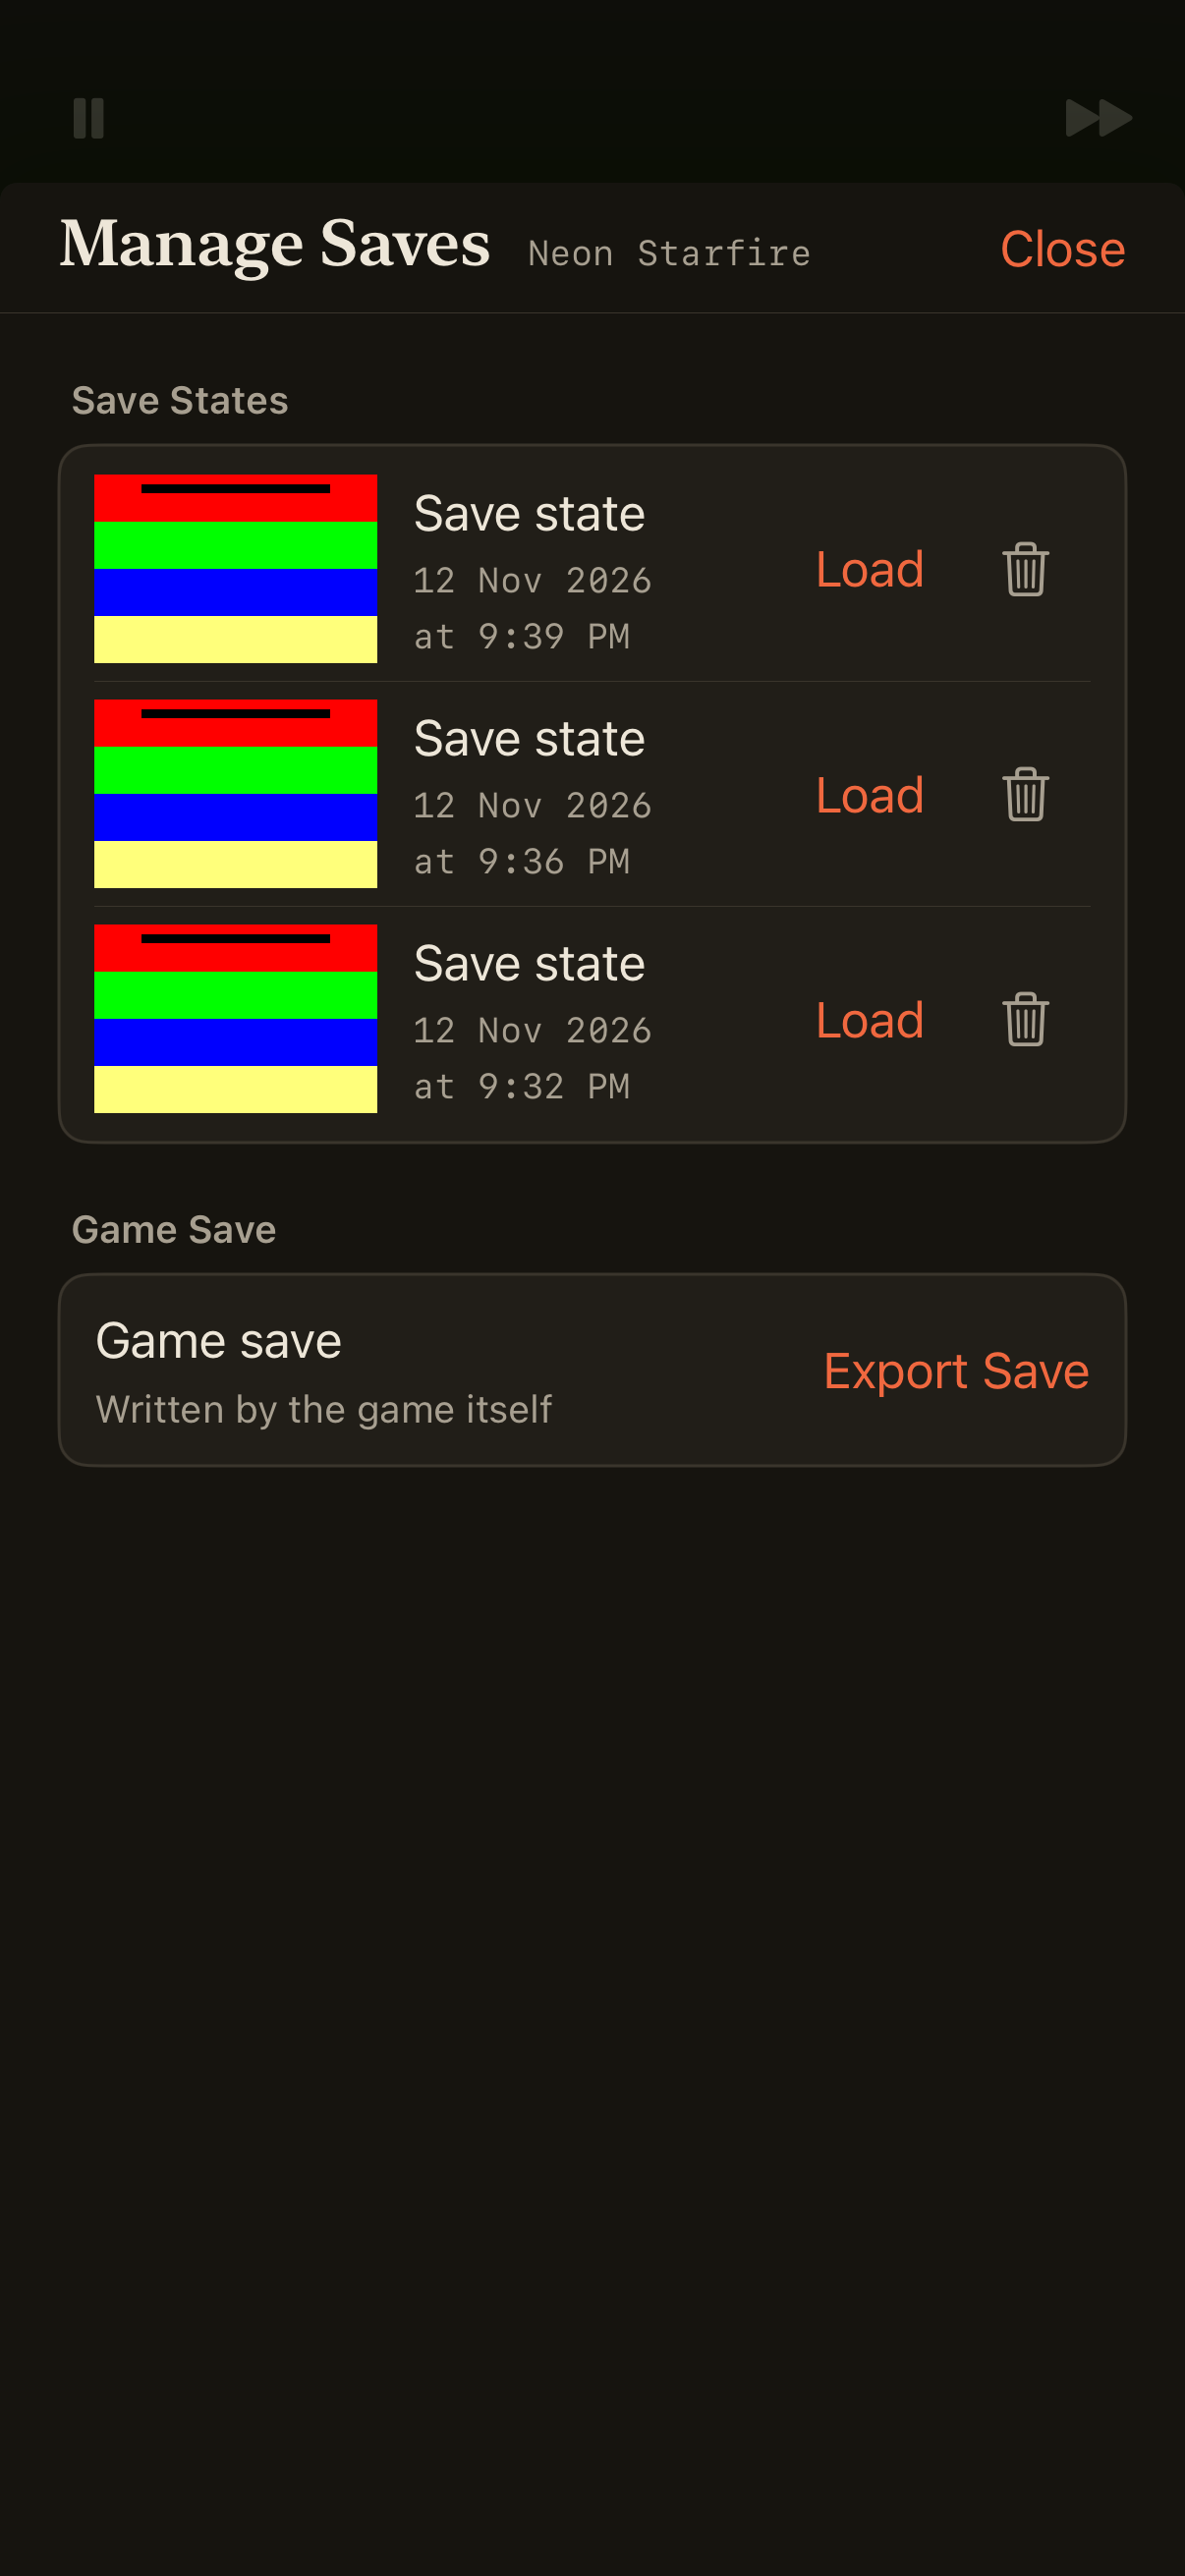 Manage Saves Neon Starfire Close
Save States
Save state
12 Nov 2026
at 9:39 PM
Load
Save state
12 Nov 2026
at 9:36 PM
Load
Save state
12 Nov 2026
at 9:32 PM
Load
Game Save
Game save
Written by the game itself
Export Save